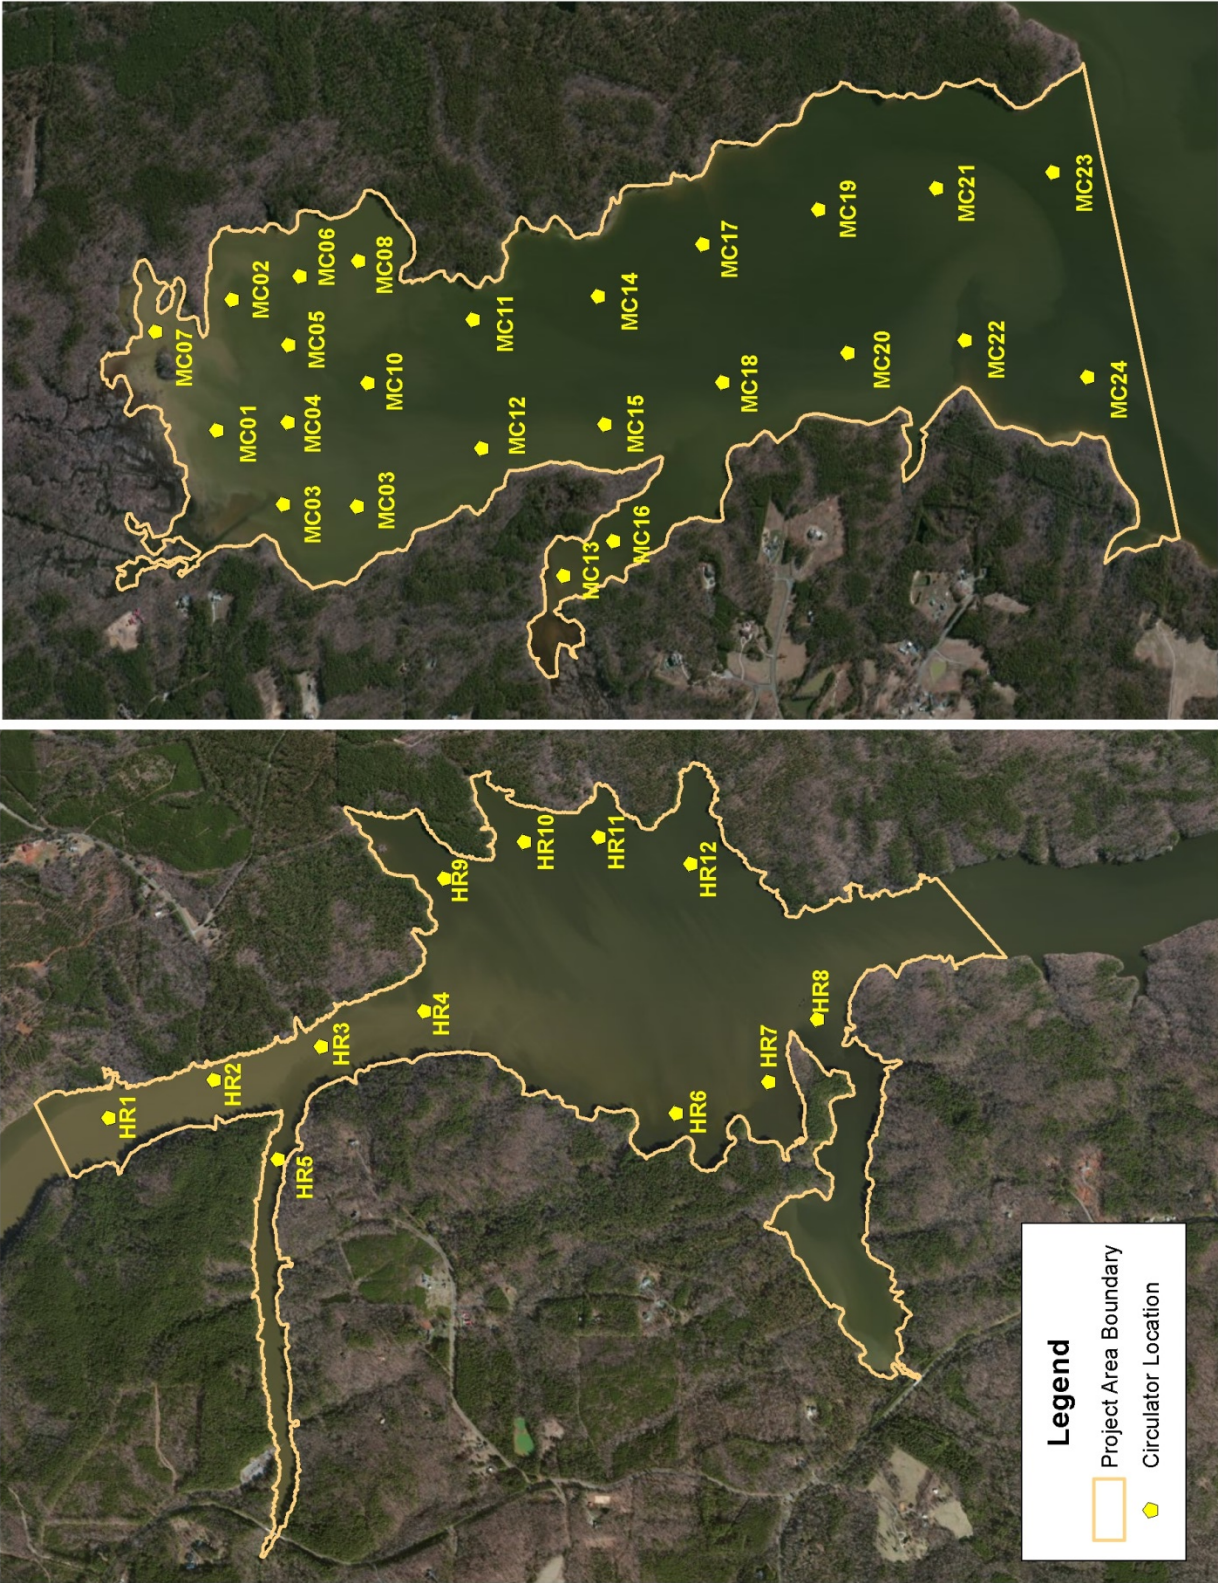 HR1
HR2
HR3
HR4
HR5
HR6
HR7
HR8
HR9
HR10
HR11
HR12
Legend
Project Area Boundary
Circulator Location
MC07
MC01
MC02
MC03
MC04
MC05
MC06
MC03
MC10
MC08
MC12
MC11
MC13
MC16
MC15
MC14
MC18
MC17
MC20
MC19
MC22
MC21
MC24
MC23